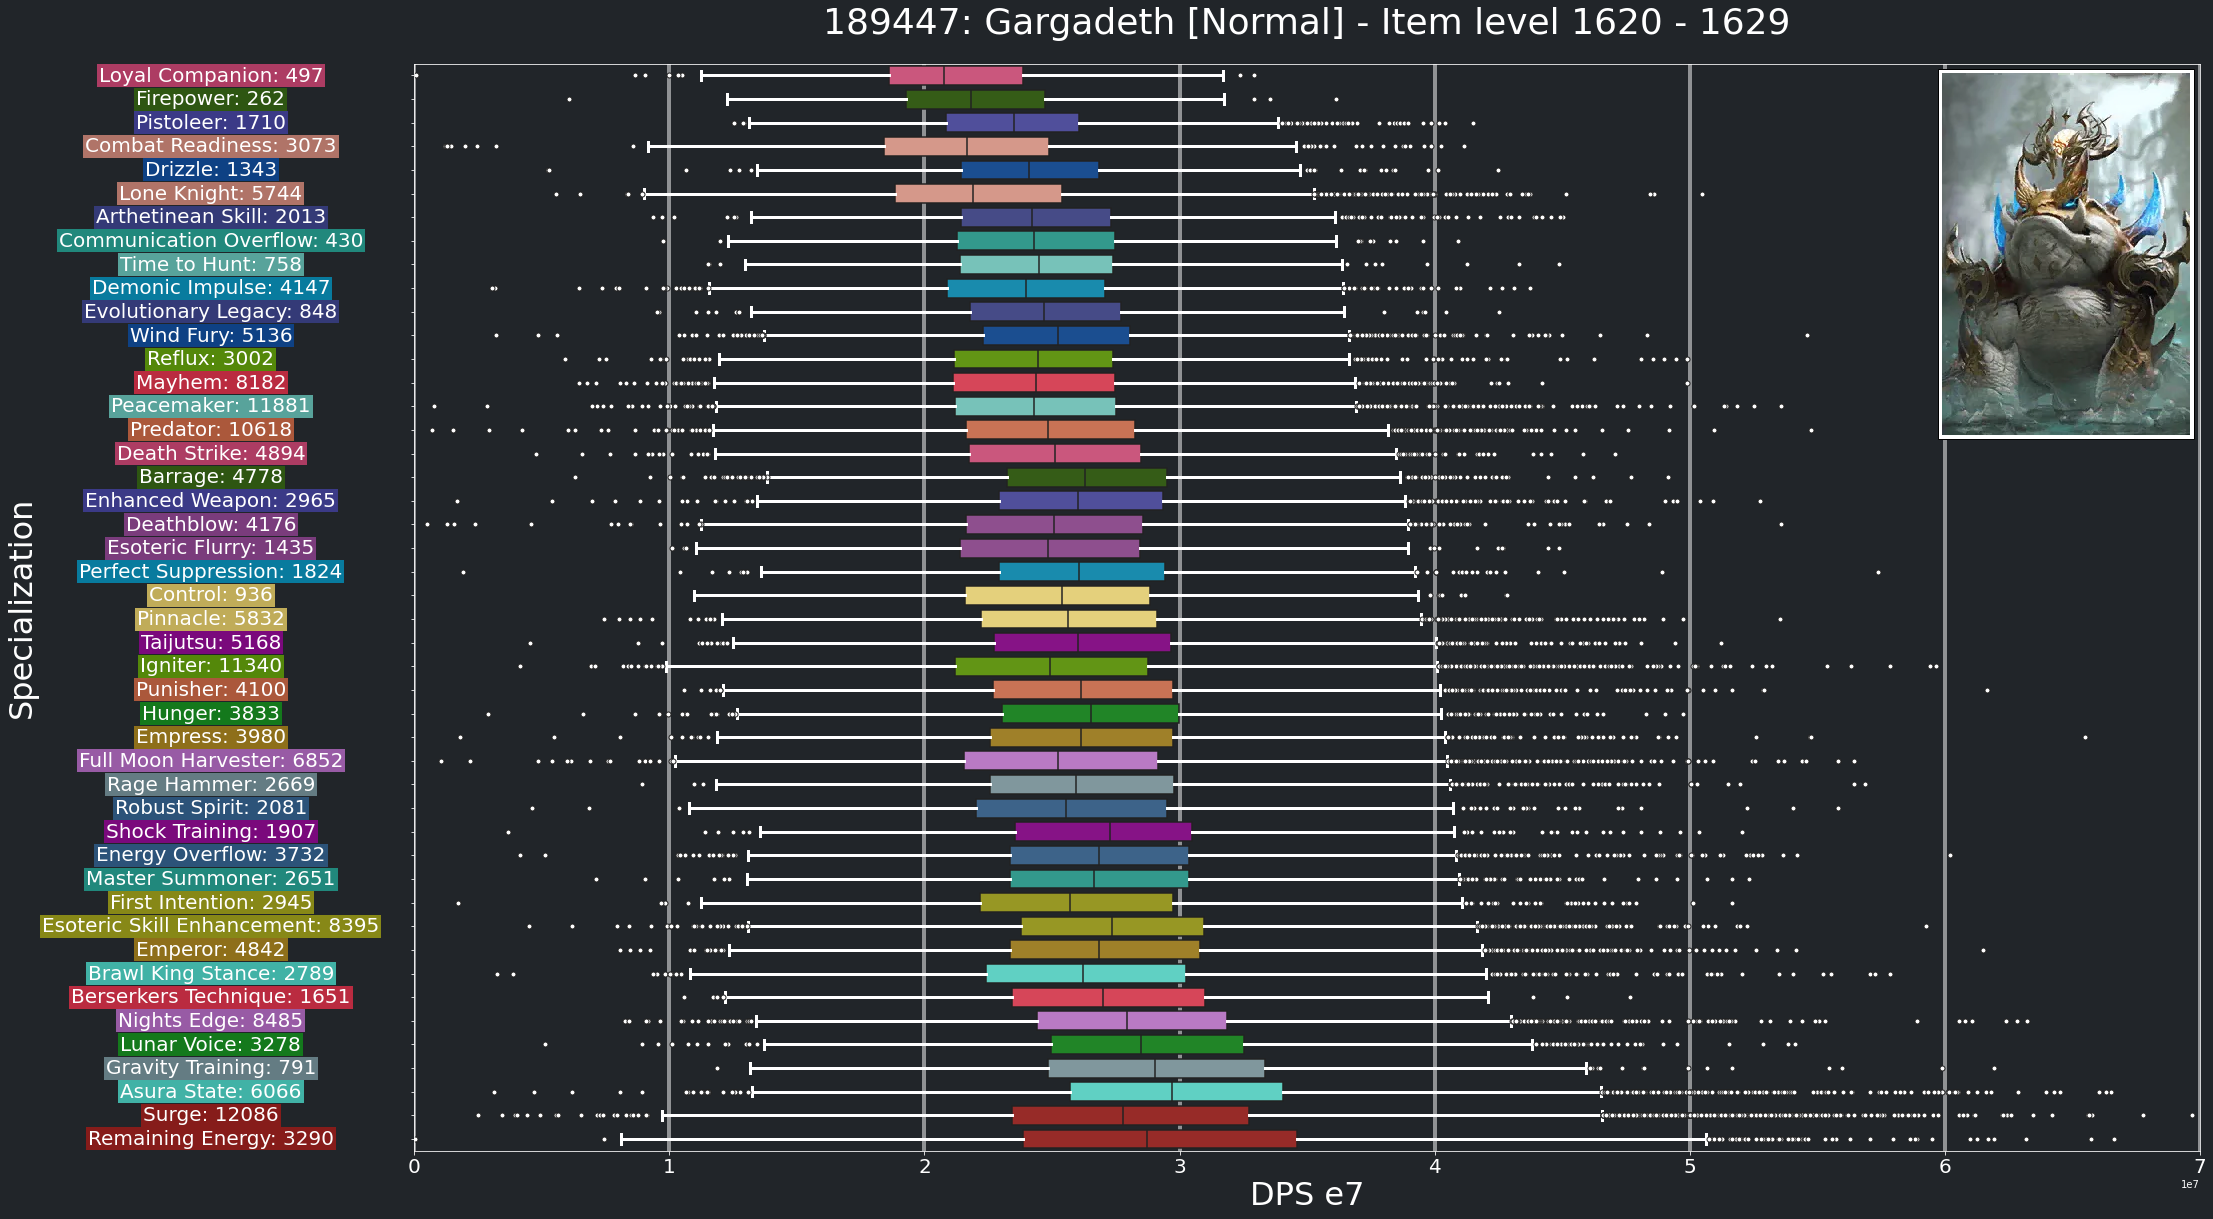 189447: Gargadeth [Normal] - Item level 1620 - 1629
Specialization
Loyal Companion: 497
Firepower: 262
Pistoleer: 1710
Combat Readiness: 3073
Drizzle: 1343
Lone Knight: 5744
Arthetinean Skill: 2013
Communication Overflow: 430
Time to Hunt: 758
Demonic Impulse: 4147
Evolutionary Legacy: 848
Wind Fury: 5136
Reflux: 3002
Mayhem: 8182
Peacemaker: 11881
Predator: 10618
Death Strike: 4894
Barrage: 4778
Enhanced Weapon: 2965
Deathblow: 4176
Esoteric Flurry: 1435
Perfect Suppression: 1824
Control: 936
Pinnacle: 5832
Taijutsu: 5168
Igniter: 11340
Punisher: 4100
Hunger: 3833
Empress: 3980
Full Moon Harvester: 6852
Rage Hammer: 2669
Robust Spirit: 2081
Shock Training: 1907
Energy Overflow: 3732
Master Summoner: 2651
First Intention: 2945
Esoteric Skill Enhancement: 8395
Emperor: 4842
Brawl King Stance: 2789
Berserkers Technique: 1651
Nights Edge: 8485
Lunar Voice: 3278
Gravity Training: 791
Asura State: 6066
Surge: 12086
Remaining Energy: 3290
0 1 2 3 4 5 6 7
DPS e7
1e7